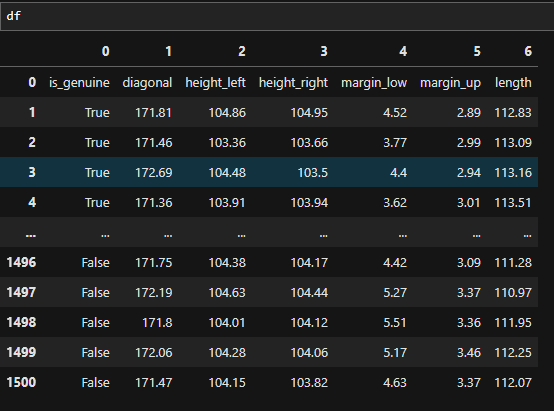 df
0 1 2 3 4 5 6
0 is_genuine diagonal height_left height_right margin_low margin_up length
1 True 171.81 104.86 104.95 4.52 2.89 112.83
2 True 171.46 103.36 103.66 3.77 2.99 113.09
3 True 172.69 104.48 103.5 4.4 2.94 113.16
4 True 171.36 103.91 103.94 3.62 3.01 113.51
... ... ... ... ... ... ... ...
1496 False 171.75 104.38 104.17 4.42 3.09 111.28
1497 False 172.19 104.63 104.44 5.27 3.37 110.97
1498 False 171.8 104.01 104.12 5.51 3.36 111.95
1499 False 172.06 104.28 104.06 5.17 3.46 112.25
1500 False 171.47 104.15 103.82 4.63 3.37 112.07